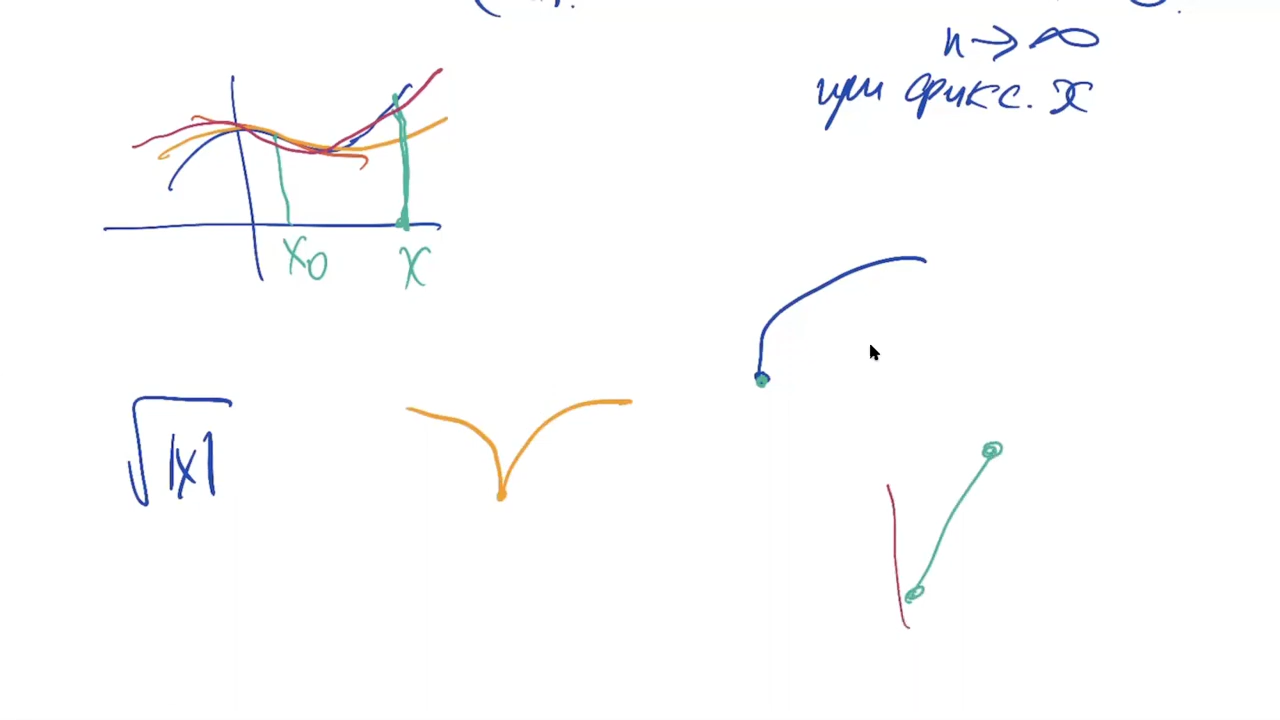 n → ∞
при фикс. x
x₀
x
√|x|